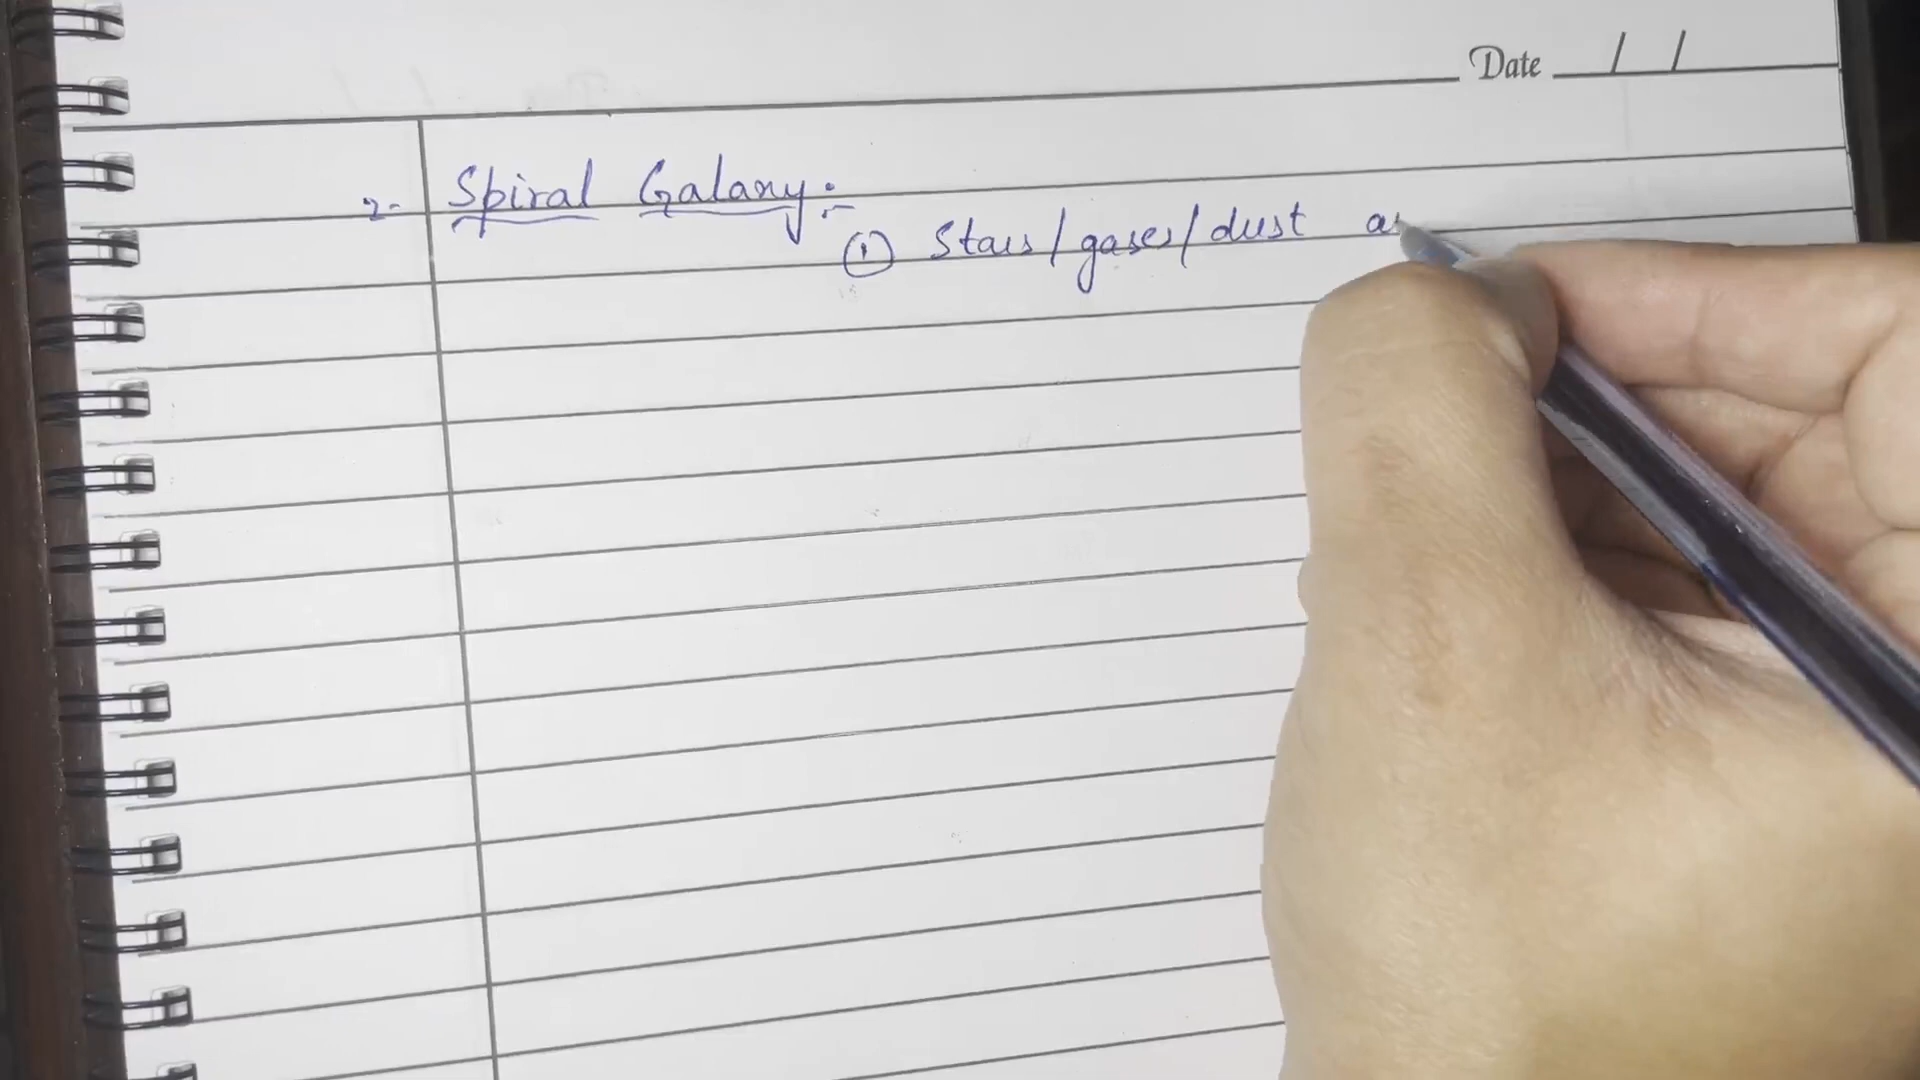 Date / /
2- Spiral Galaxy:-
① Stars/gases/dust